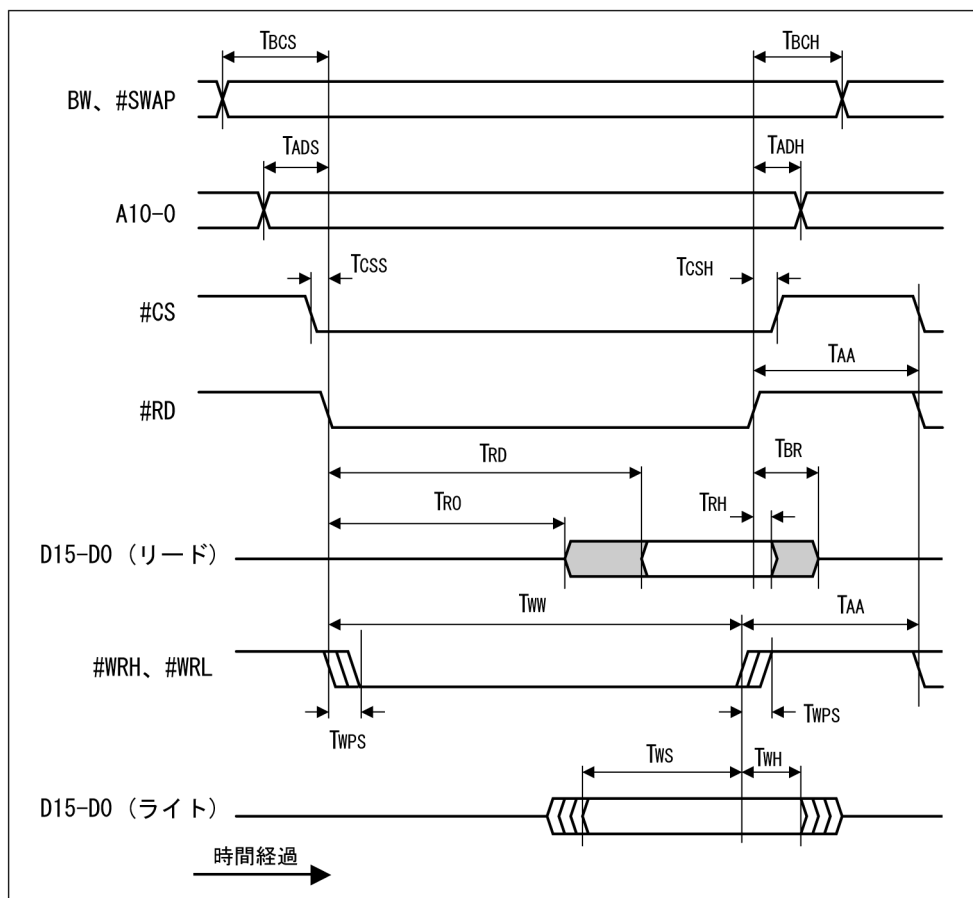 TBCS TBCH
BW、#SWAP
TADS TADH
A10-0
TCSS TCSH
#CS
TAA
#RD
TRD TBR
TRO TRH
D15-D0 (リード)
TWW TAA
#WRH、#WRL
TWPS TWPS
TWS TWH
D15-D0 (ライト)
時間経過